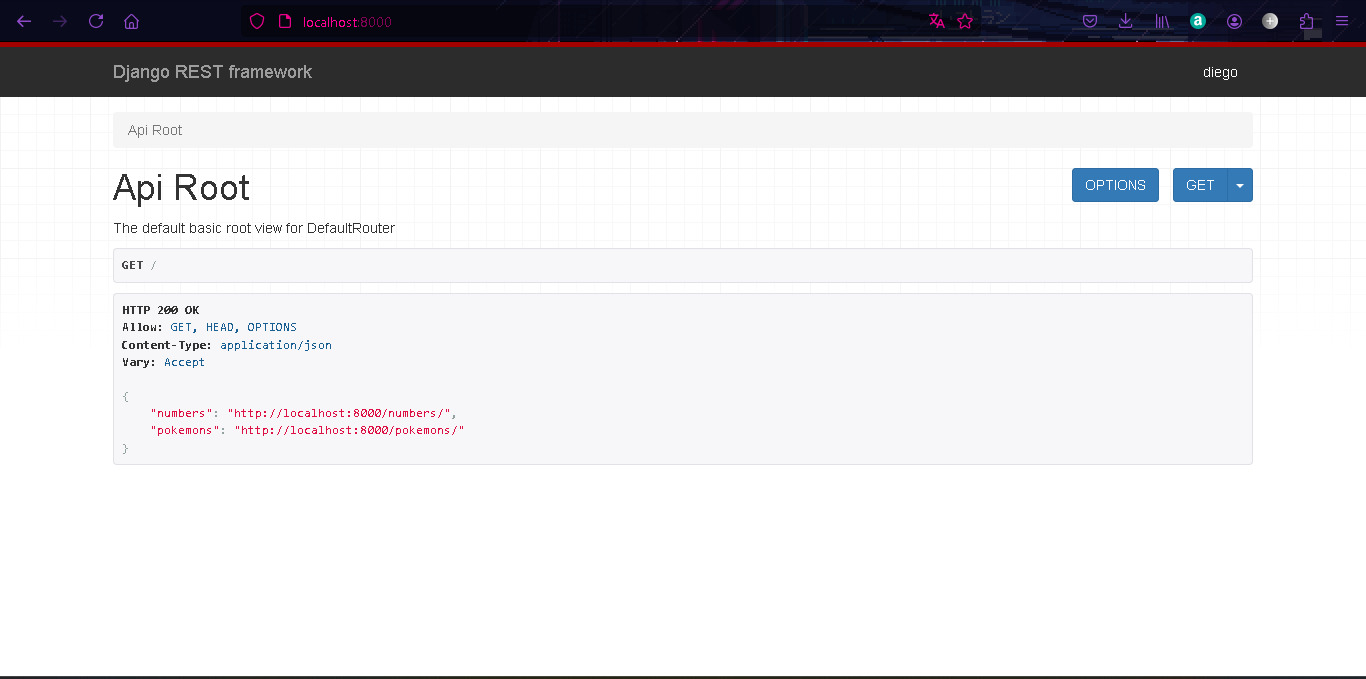 localhost:8000
Django REST framework
diego
Api Root
Api Root
OPTIONS
GET
The default basic root view for DefaultRouter
GET /
HTTP 200 OK
Allow: GET, HEAD, OPTIONS
Content-Type: application/json
Vary: Accept
{
"numbers": "http://localhost:8000/numbers/",
"pokemons": "http://localhost:8000/pokemons/"
}